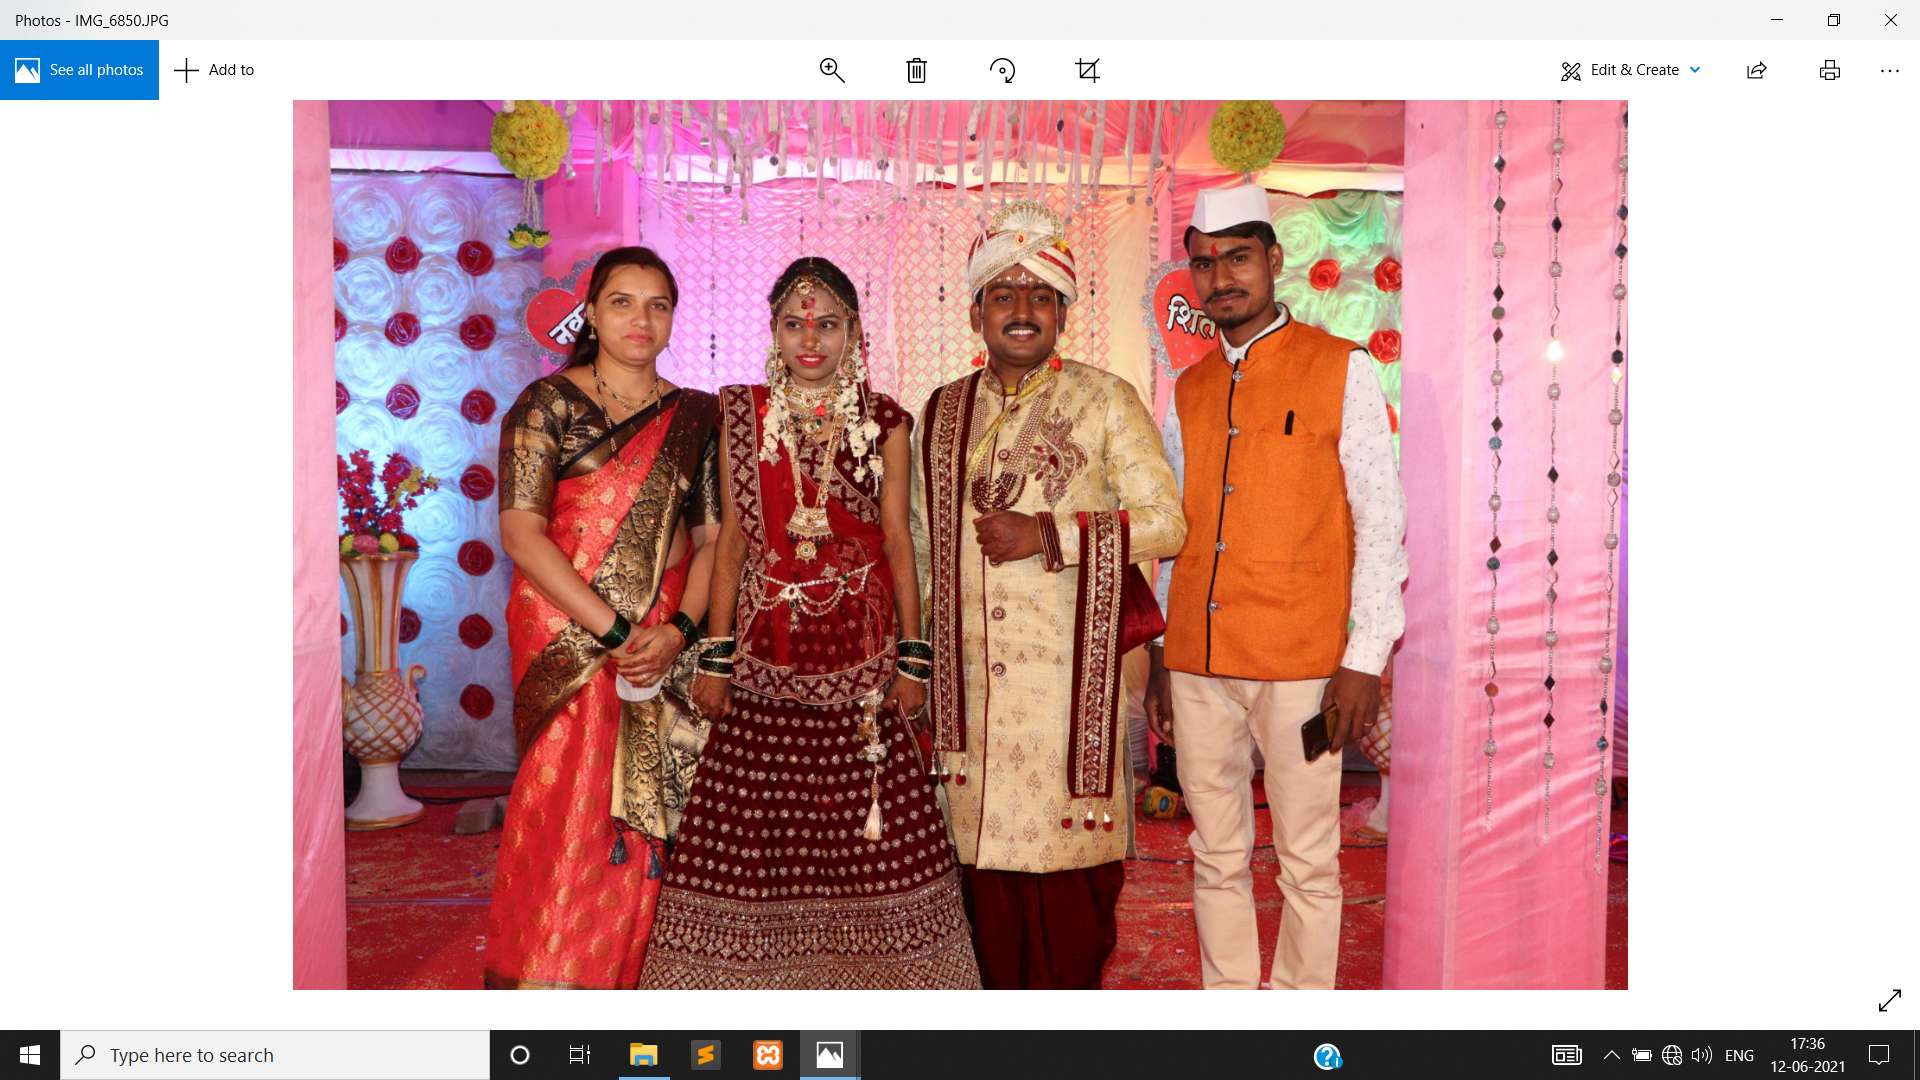 Photos - IMG_6850.JPG
See all photos
Add to
Edit & Create
Type here to search
ENG
17:36
12-06-2021